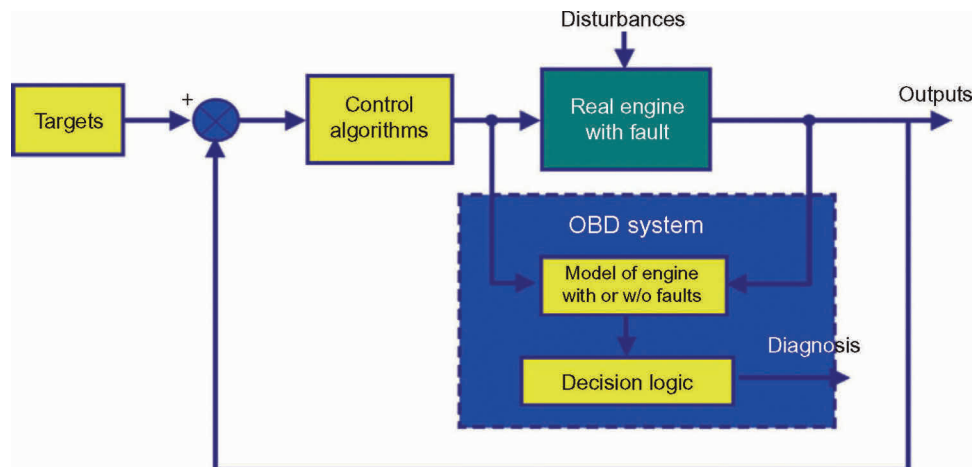 Disturbances
Targets
+
Control
algorithms
Real engine
with fault
Outputs
OBD system
Model of engine
with or w/o faults
Diagnosis
Decision logic